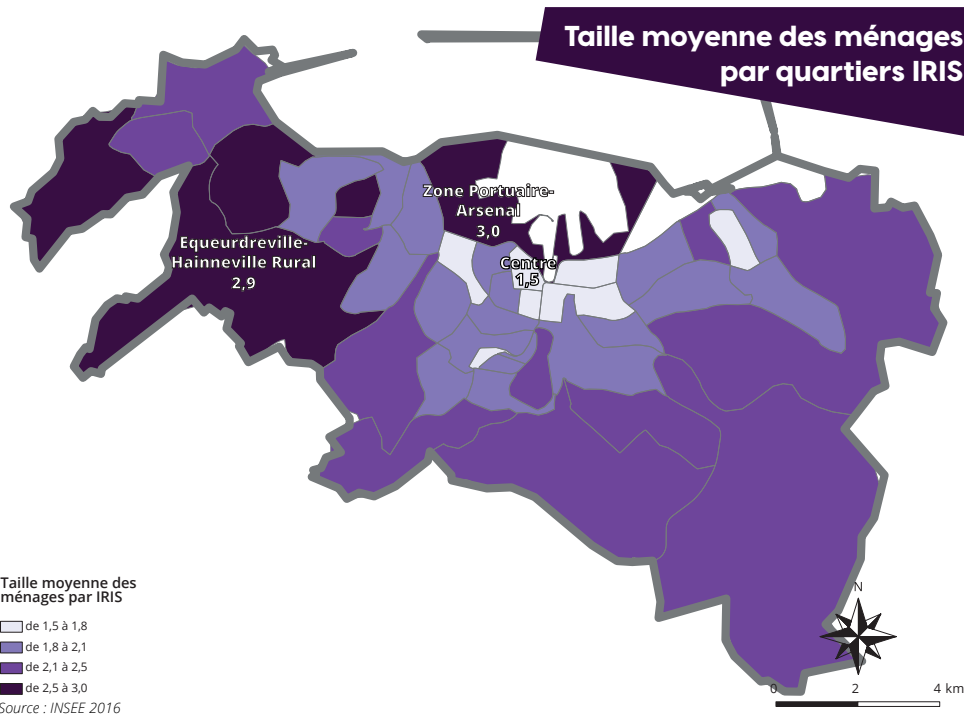 Taille moyenne des ménages
par quartiers IRIS
Zone Portuaire-
Arsenal
3,0
Equeurdreville-
Hainneville Rural
2,9
Centre
1,5
Taille moyenne des
ménages par IRIS
de 1,5 à 1,8
de 1,8 à 2,1
de 2,1 à 2,5
de 2,5 à 3,0
Source : INSEE 2016
N
0 2 4 km